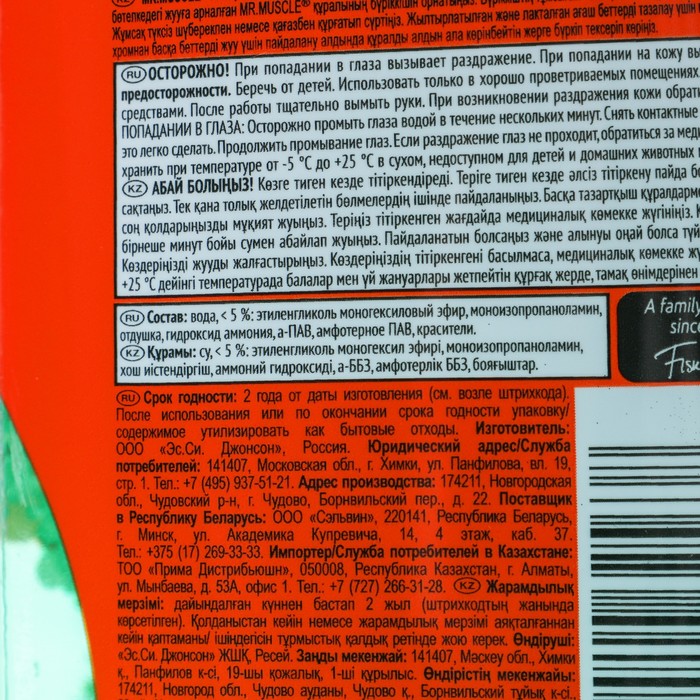 бөтелкедегі жууға арналған MR.MUSCLE® құралының бүріккішін орнатыңыз.
Жұмсақ түксіз шүберекпен немесе қағазбен құрғатып сүртіңіз. Жылтырлатылған және лакталған ағаш беттерді тазалау үшін
хромнан басқа беттерді жуу үшін пайдалану алдында құралды алдын ала көрінбейтін жерге бүркіп тексеріп көріңіз.
RU ОСТОРОЖНО! При попадании в глаза вызывает раздражение. При попадании на кожу
предосторожности. Беречь от детей. Использовать только в хорошо проветриваемых помещениях
средствами. После работы тщательно вымыть руки. При возникновении раздражения кожи
ПОПАДАНИИ В ГЛАЗА: Осторожно промыть глаза водой в течение нескольких минут. Снять контактные
это легко сделать. Продолжить промывание глаз. Если раздражение глаз не проходит, обратиться за
хранить при температуре от -5 °C до +25 °C в сухом, недоступном для детей и домашних животных
KZ АБАЙ БОЛЫҢЫЗ! Көзге тиген кезде тітіркендіреді. Теріге тиген кезде әлсіз тітіркену пайда
сақтаңыз. Тек қана толық желдетілетін бөлмелердің ішінде пайдаланыңыз. Басқа тазартқыш
соң қолдарыңызды мұқият жуыңыз. Теріңіз тітіркенген жағдайда медициналық көмекке жүгініңіз.
бірнеше минут бойы сумен абайлап жуыңыз. Пайдаланатын болсаңыз және алынуы оңай болса
Көздеріңізді жууды жалғастырыңыз. Көздеріңіздің тітіркенгені басылмаса, медициналық көмекке
+25 °C дейінгі температурада балалар мен үй жануарлары жетпейтін құрғақ жерде, тамақ өнімдерінен
RU Состав: вода, < 5 %: этиленгликоль моногексиловый эфир, моноизопропаноламин,
отдушка, гидроксид аммония, а-ПАВ, амфотерное ПАВ, красители.
KZ Құрамы: су, < 5 %: этиленгликоль моногексил эфирі, моноизопропаноламин,
хош иістендіргіш, аммоний гидроксиді, а-ББЗ, амфотерлік ББЗ, бояғыштар.
A family
since
RU Срок годности: 2 года от даты изготовления (см. возле штрихкода).
После использования или по окончании срока годности упаковку/
содержимое утилизировать как бытовые отходы. Изготовитель:
ООО «Эс.Си. Джонсон», Россия. Юридический адрес/Служба
потребителей: 141407, Московская обл., г. Химки, ул. Панфилова, вл. 19,
стр. 1. Тел.: +7 (495) 937-51-21. Адрес производства: 174211, Новгородская
обл., Чудовский р-н, г. Чудово, Борнвильский пер., д. 22. Поставщик
в Республику Беларусь: ООО «Сэльвин», 220141, Республика Беларусь,
г. Минск, ул. Академика Купревича, 14, 4 этаж, каб. 37.
Тел.: +375 (17) 269-33-33. Импортер/Служба потребителей в Казахстане:
ТОО «Прима Дистрибьюшн», 050008, Республика Казахстан, г. Алматы,
ул. Мынбаева, д. 53А, офис 1. Тел.: +7 (727) 266-31-28. KZ Жарамдылық
мерзімі: дайындалған күннен бастап 2 жыл (штрихкодтың жанында
көрсетілген). Қолданыстан кейін немесе жарамдылық мерзімі аяқталғаннан
кейін қаптаманы/ ішіндегісін тұрмыстық қалдық ретінде жою керек. Өндіруші:
«Эс.Си. Джонсон» ЖШҚ, Ресей. Заңды мекенжай: 141407, Мәскеу обл., Химки
қ., Панфилов к-сі, 19-шы қожалық, 1-ші құрылыс. Өндірістің мекенжайы:
174211, Новгород обл., Чудово ауданы, Чудово қ., Борнвильский тұйық к-сі,